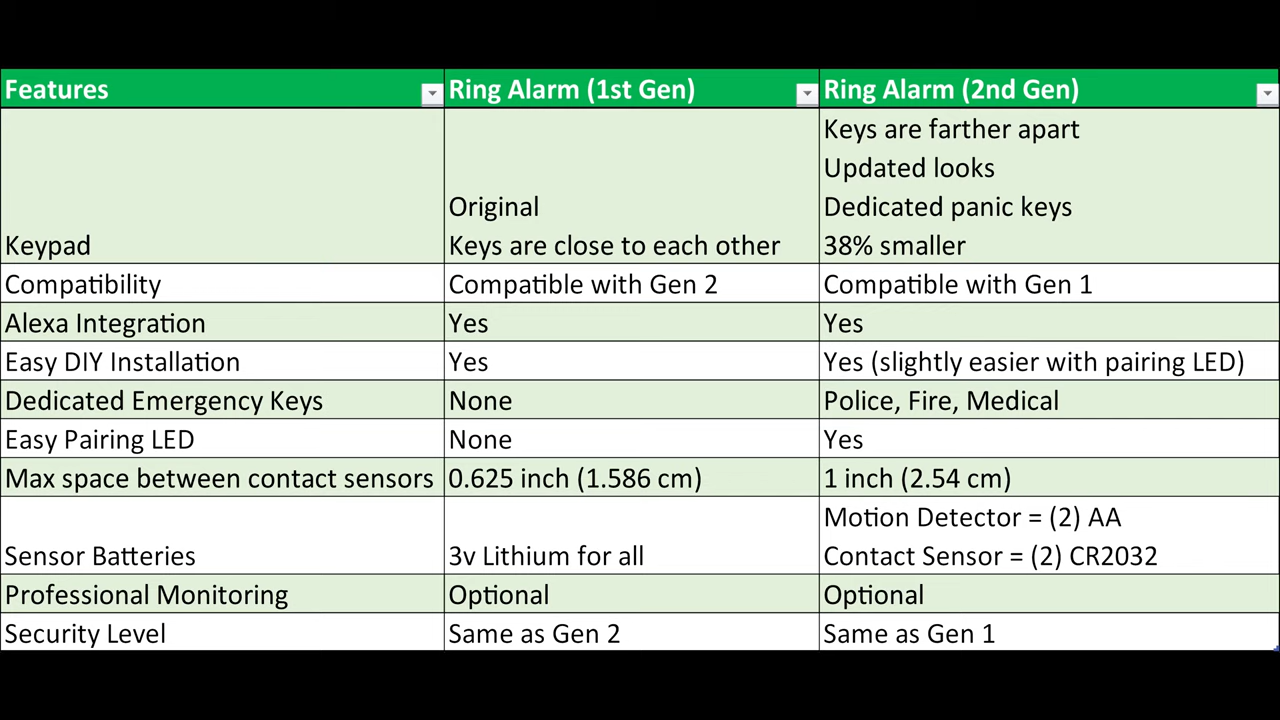 Features Ring Alarm (1st Gen) Ring Alarm (2nd Gen)
Keys are farther apart
Updated looks
Original Dedicated panic keys
Keypad Keys are close to each other 38% smaller
Compatibility Compatible with Gen 2 Compatible with Gen 1
Alexa Integration Yes Yes
Easy DIY Installation Yes Yes (slightly easier with pairing LED)
Dedicated Emergency Keys None Police, Fire, Medical
Easy Pairing LED None Yes
Max space between contact sensors 0.625 inch (1.586 cm) 1 inch (2.54 cm)
Motion Detector = (2) AA
Sensor Batteries 3v Lithium for all Contact Sensor = (2) CR2032
Professional Monitoring Optional Optional
Security Level Same as Gen 2 Same as Gen 1